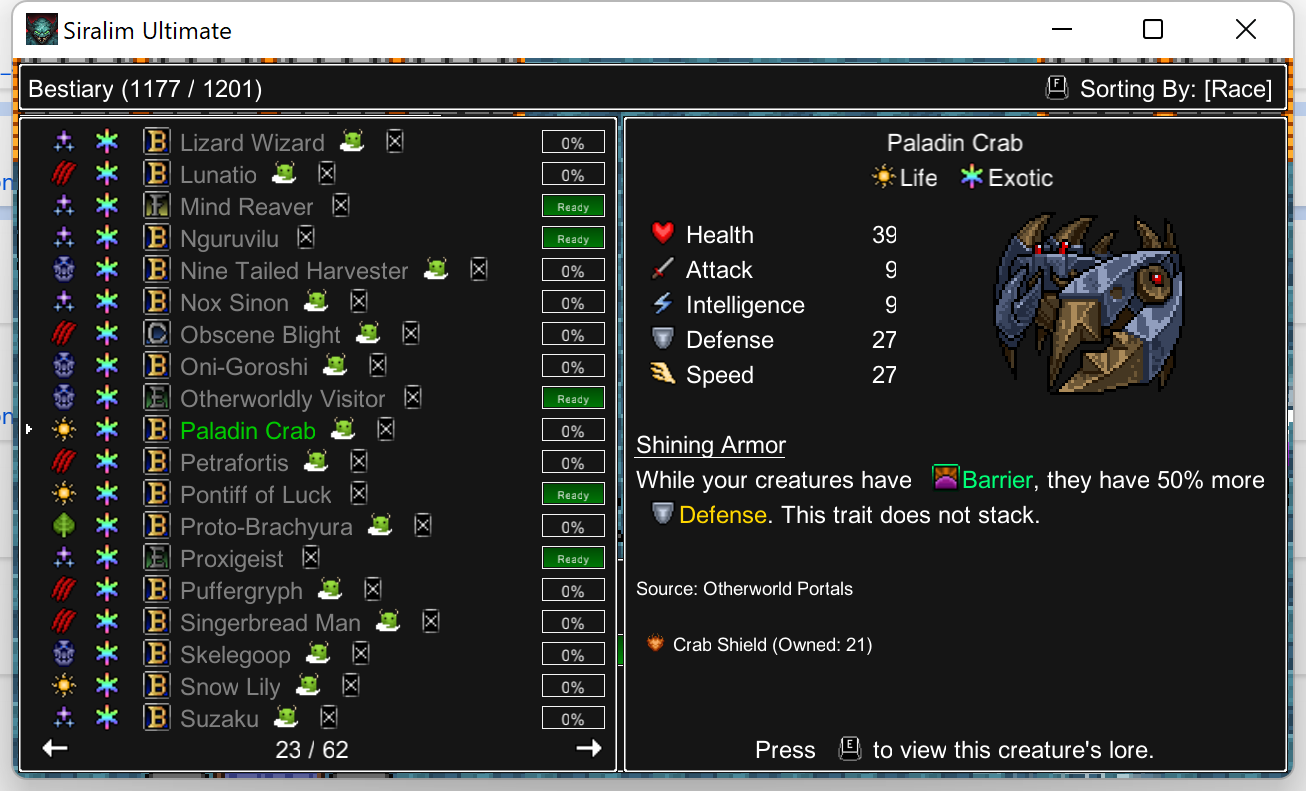 Siralim Ultimate
Bestiary (1177 / 1201)
F Sorting By: [Race]
B Lizard Wizard 0%
B Lunatio 0%
F Mind Reaver Ready
B Nguruvilu Ready
B Nine Tailed Harvester 0%
B Nox Sinon 0%
C Obscene Blight 0%
B Oni-Goroshi 0%
E Otherworldly Visitor Ready
B Paladin Crab 0%
B Petrafortis 0%
B Pontiff of Luck Ready
B Proto-Brachyura 0%
E Proxigeist Ready
B Puffergryph 0%
B Singerbread Man 0%
B Skelegoop 0%
B Snow Lily 0%
B Suzaku 0%
23 / 62
Paladin Crab
Life Exotic
Health 39
Attack 9
Intelligence 9
Defense 27
Speed 27
Shining Armor
While your creatures have Barrier, they have 50% more
Defense. This trait does not stack.
Source: Otherworld Portals
Crab Shield (Owned: 21)
Press E to view this creature's lore.